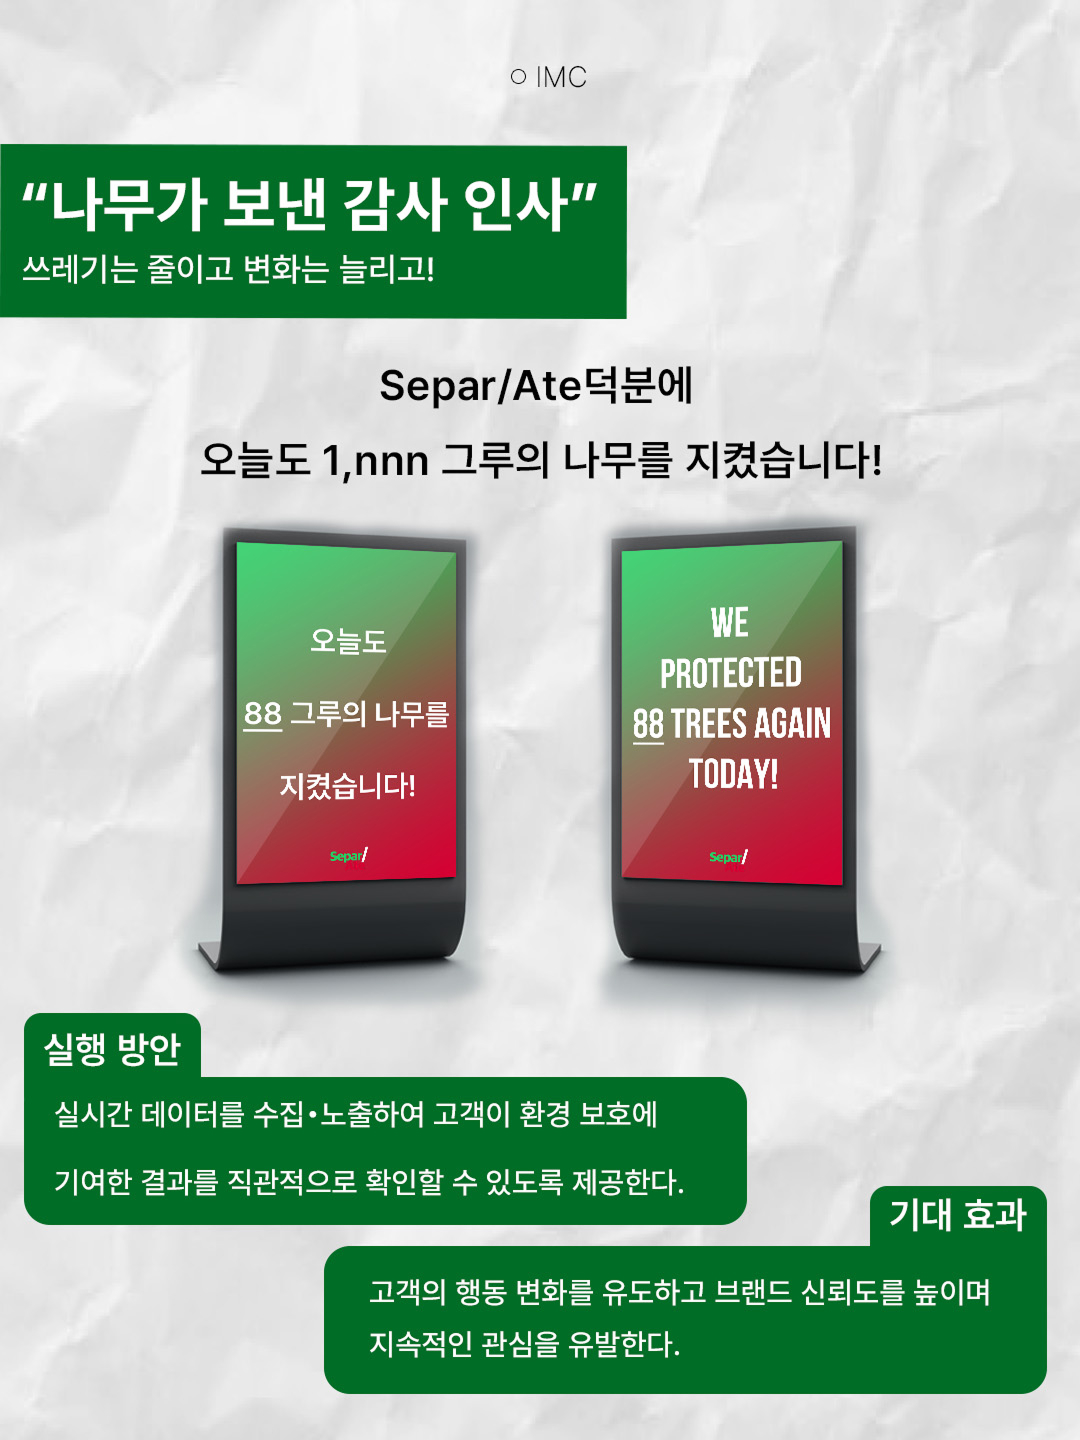 ○ IMC
“나무가 보낸 감사 인사”
쓰레기는 줄이고 변화는 늘리고!
Separ/Ate덕분에
오늘도 1,nnn 그루의 나무를 지켰습니다!
오늘도
88 그루의 나무를
지켰습니다!
Separ/
WE
PROTECTED
88 TREES AGAIN
TODAY!
Separ/
실행 방안
실시간 데이터를 수집•노출하여 고객이 환경 보호에
기여한 결과를 직관적으로 확인할 수 있도록 제공한다.
기대 효과
고객의 행동 변화를 유도하고 브랜드 신뢰도를 높이며
지속적인 관심을 유발한다.